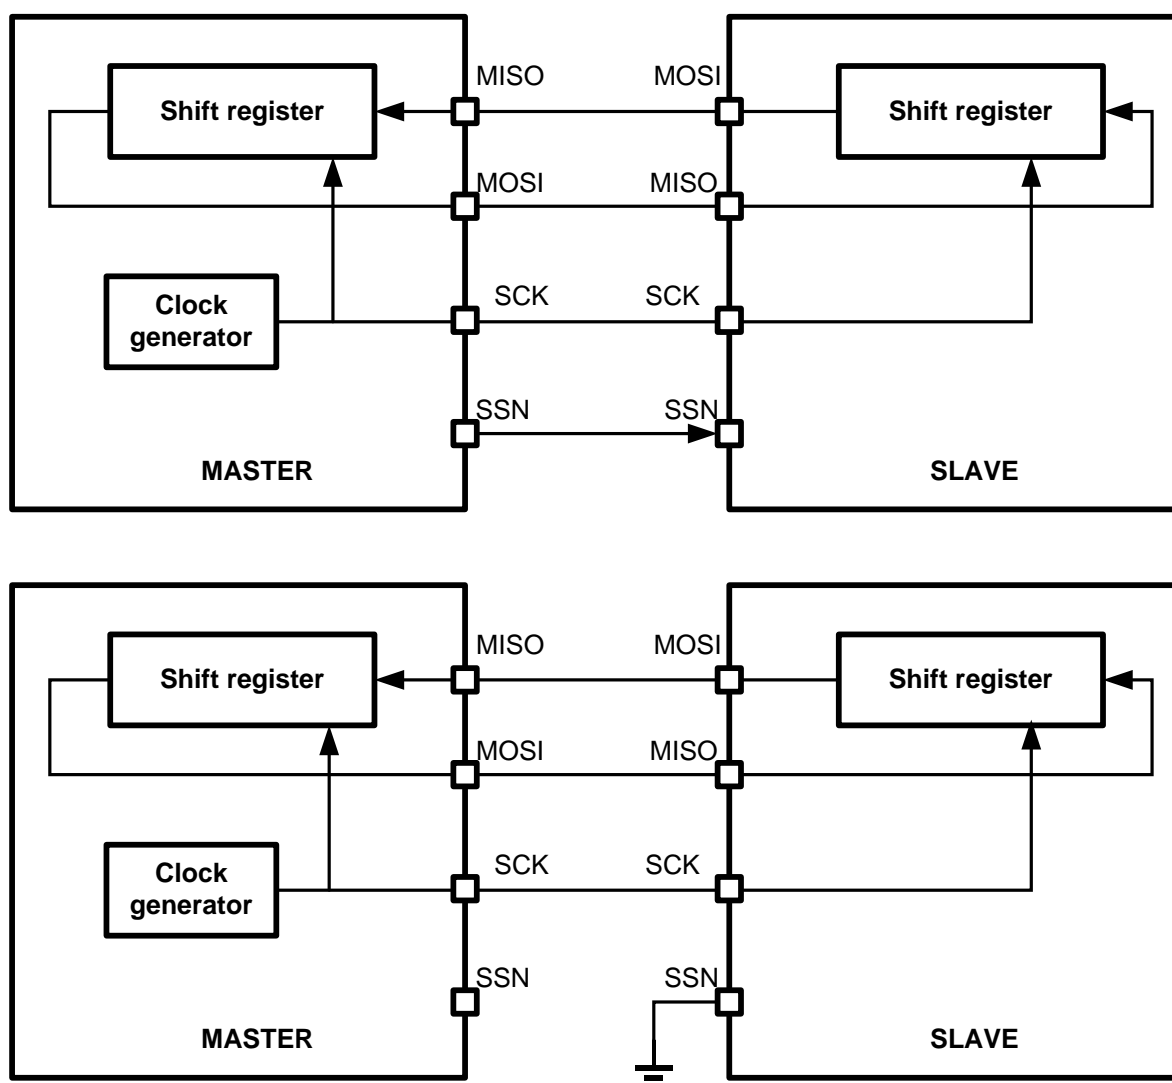 MISO MOSI
Shift register Shift register
MOSI MISO
SCK SCK
Clock
generator
SSN SSN
MASTER SLAVE
MISO MOSI
Shift register Shift register
MOSI MISO
SCK SCK
Clock
generator
SSN SSN
MASTER SLAVE